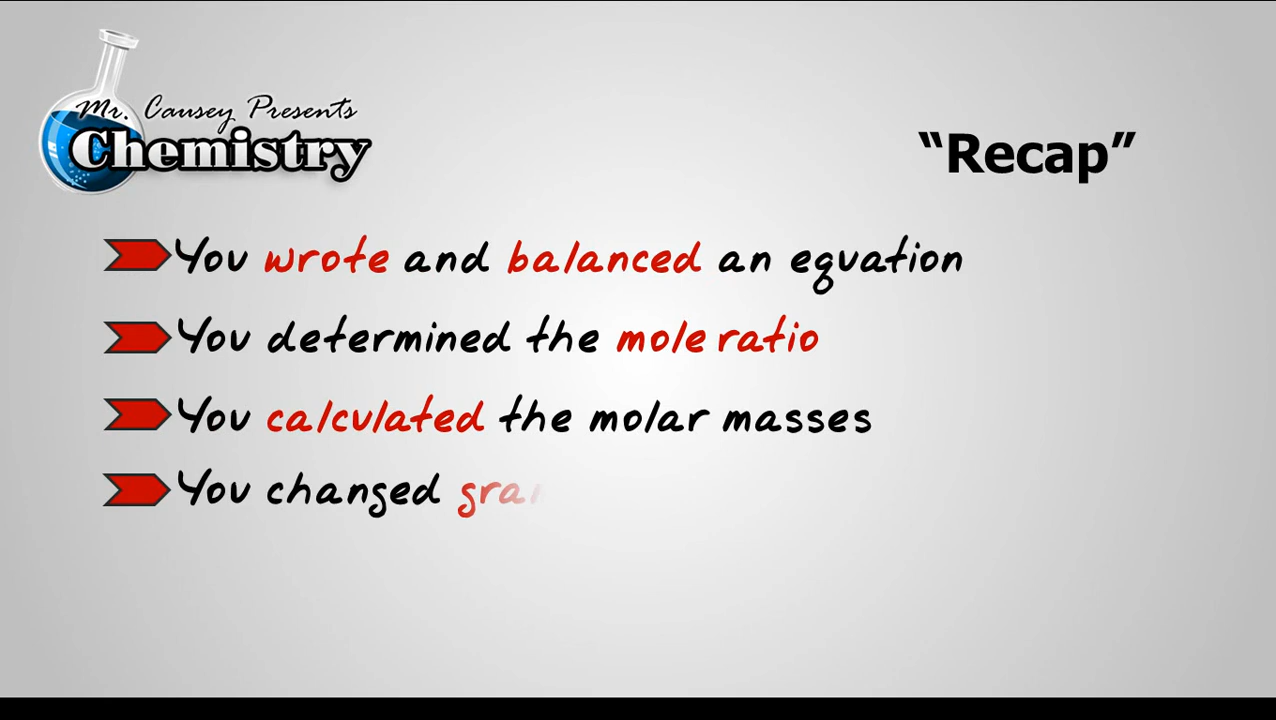 Mr. Causey Presents
Chemistry
“Recap”
You wrote and balanced an equation
You determined the mole ratio
You calculated the molar masses
You changed